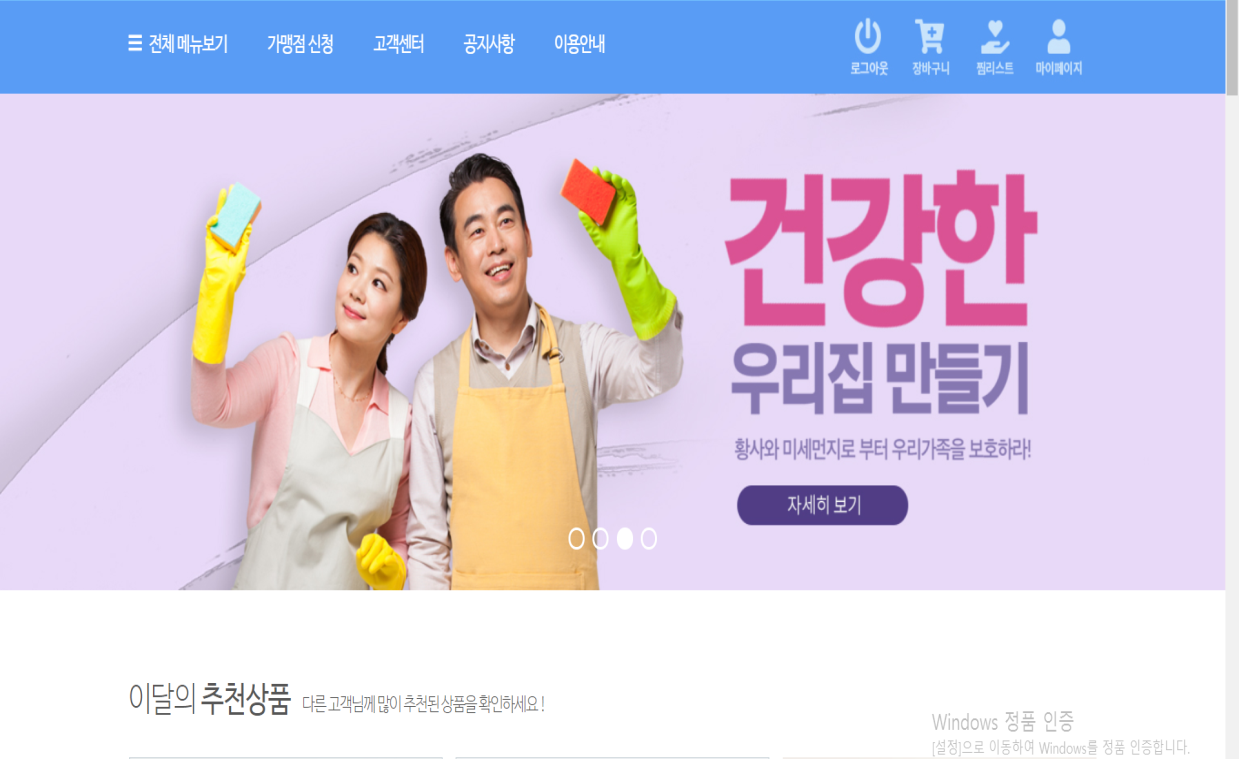 전체 메뉴보기 가맹점 신청 고객센터 공지사항 이용안내
로그아웃 장바구니 찜리스트 마이페이지
건강한
우리집 만들기
황사와 미세먼지로 부터 우리가족을 보호하라!
자세히 보기
이달의 추천상품 다른 고객님께 많이 추천된 상품을 확인하세요 !
Windows 정품 인증
[설정]으로 이동하여 Windows를 정품 인증합니다.